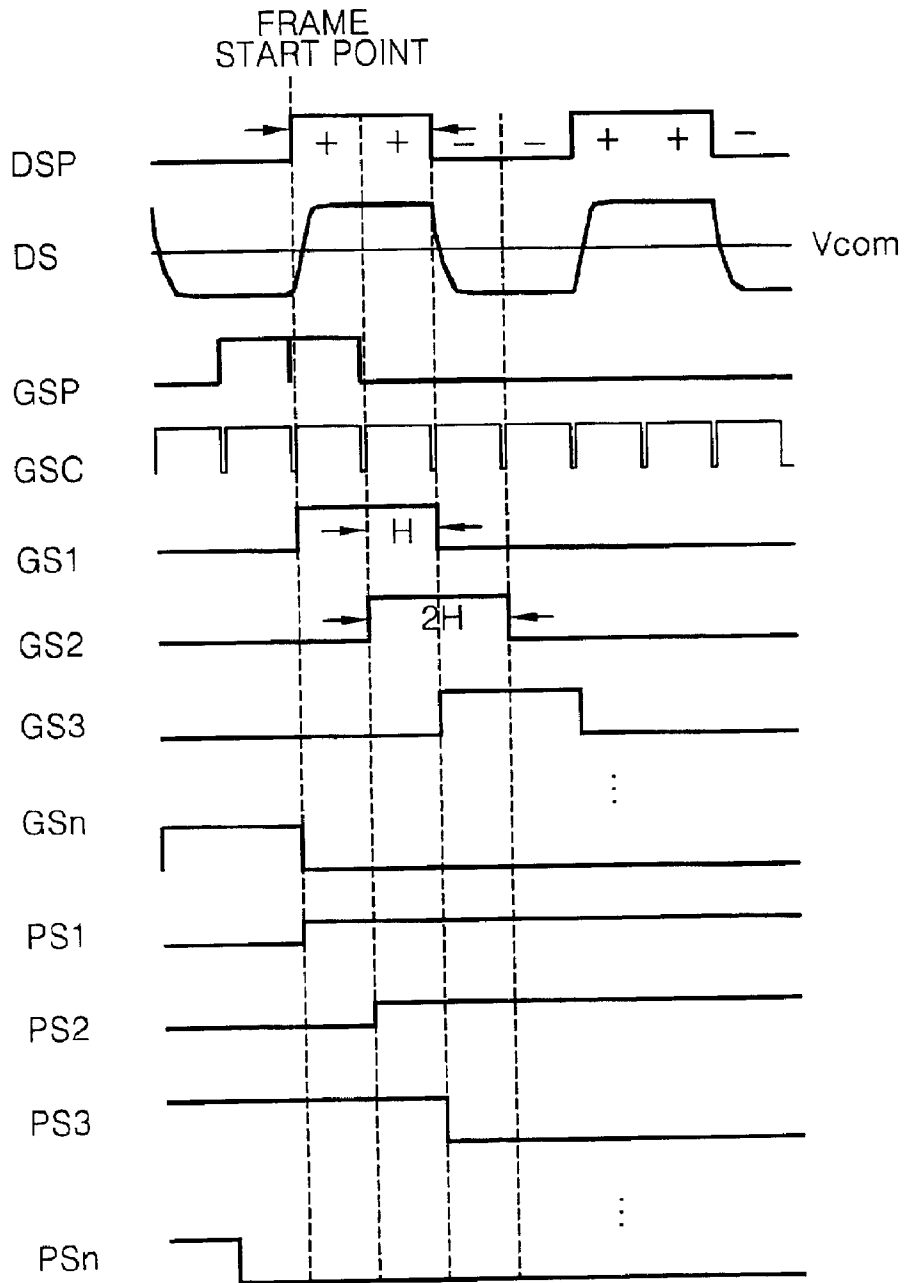 FRAME
START POINT
DSP + + - - + + -
DS Vcom
GSP
GSC
GS1 H
GS2 2H
GS3
⋮
GSn
PS1
PS2
PS3
⋮
PSn